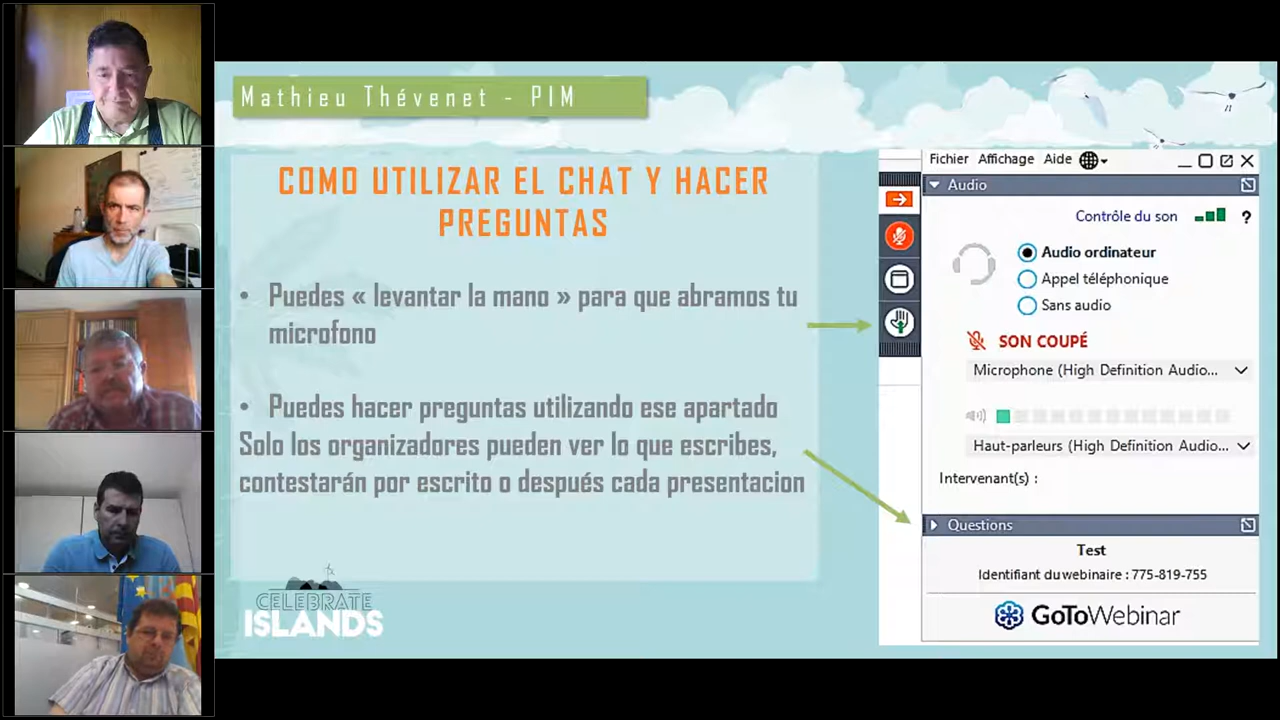 Mathieu Thévenet - PIM
COMO UTILIZAR EL CHAT Y HACER
PREGUNTAS
• Puedes « levantar la mano » para que abramos tu
microfono
• Puedes hacer preguntas utilizando ese apartado
Solo los organizadores pueden ver lo que escribes,
contestarán por escrito o después cada presentacion
CELEBRATE
ISLANDS
Fichier Affichage Aide
Audio
Contrôle du son ?
Audio ordinateur
Appel téléphonique
Sans audio
SON COUPÉ
Microphone (High Definition Audio...
Haut-parleurs (High Definition Audio...
Intervenant(s) :
Questions
Test
Identifiant du webinaire : 775-819-755
GoToWebinar